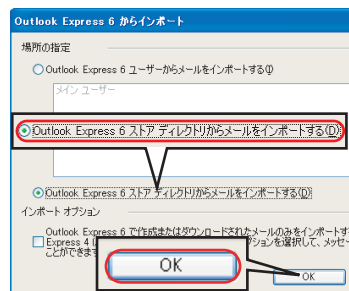 Outlook Express 6 からインポート
場所の指定
Outlook Express 6 ユーザーからメールをインポートする(I)
メイン ユーザー
Outlook Express 6 ストア ディレクトリからメールをインポートする(D)
Outlook Express 6 ストア ディレクトリからメールをインポートする(D)
インポート オプション
Outlook Express 6 で作成またはダウンロードされたメールのみをインポートす
Express 4 ションを選択して、メッセー
ことができます
OK
OK